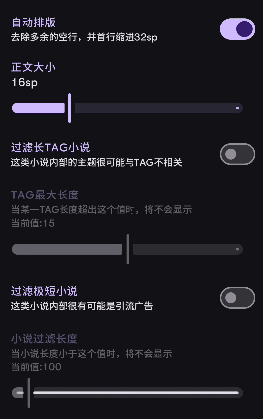 自动排版
去除多余的空行，并首行缩进32sp
正文大小
16sp
过滤长TAG小说
这类小说内部的主题很可能与TAG不相关
TAG最大长度
当某一TAG长度超出这个值时，将不会显示
当前值:15
过滤极短小说
这类小说内部很有可能是引流广告
小说过滤长度
当小说长度小于这个值时，将不会显示
当前值:100